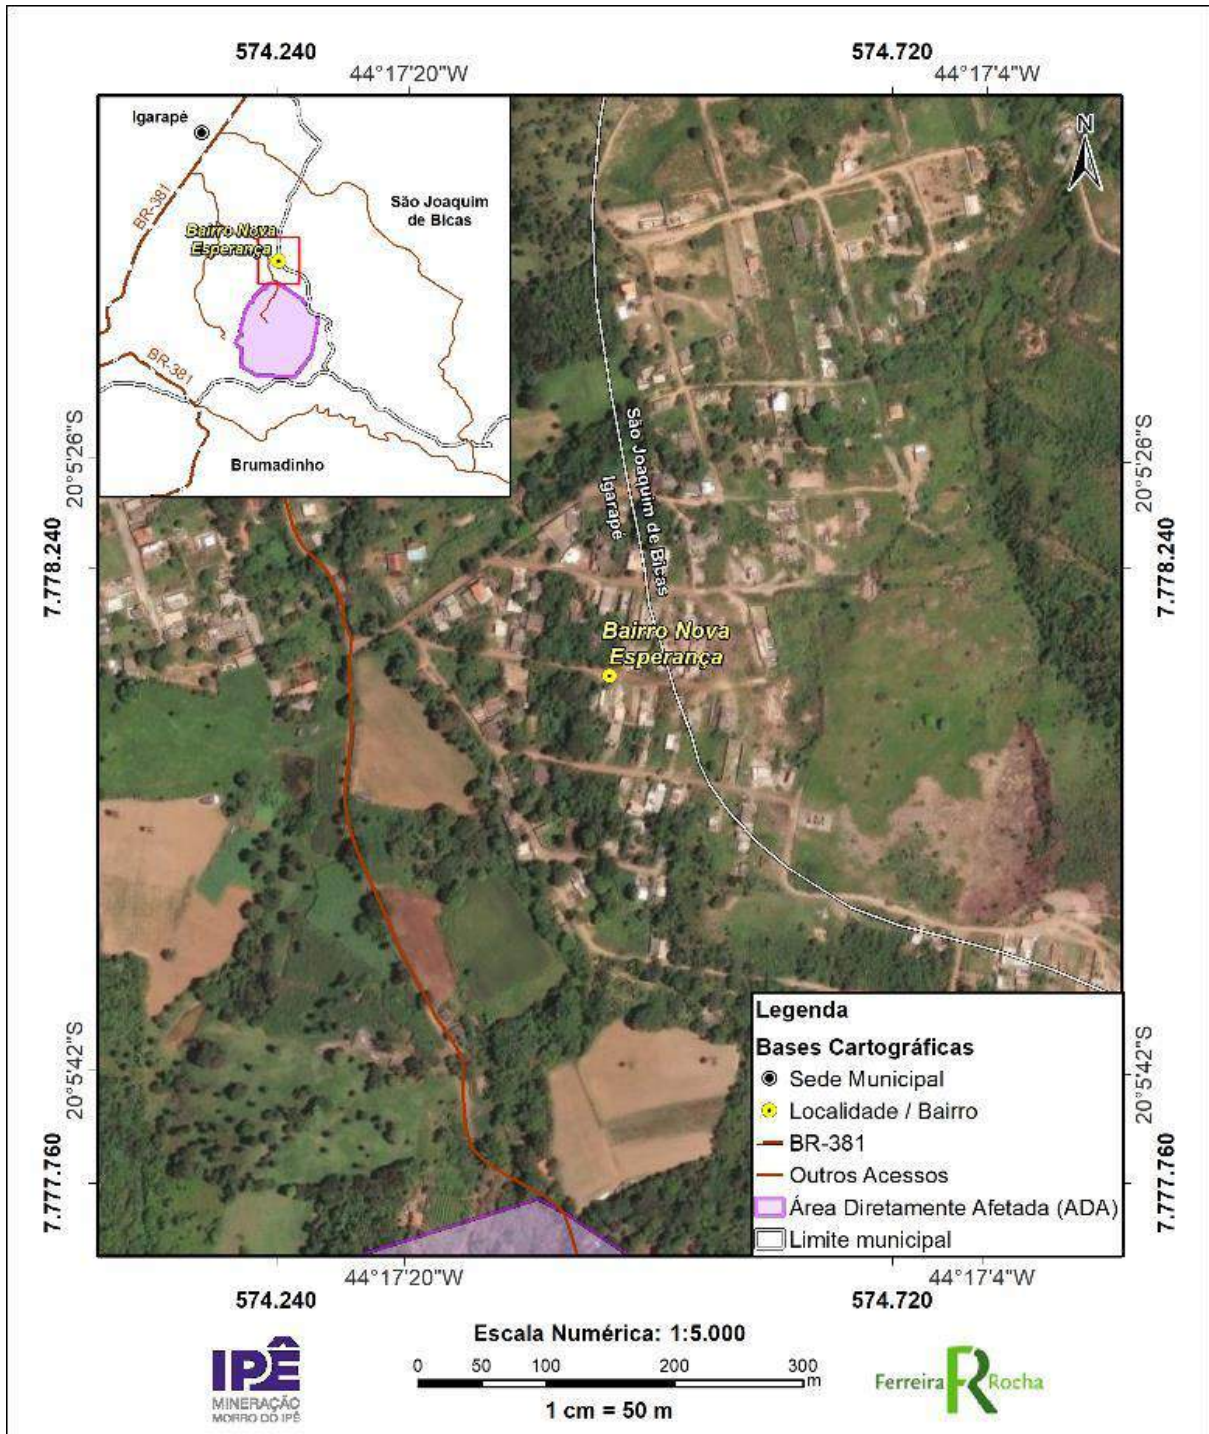 574.240
574.720
44°17'20"W
44°17'4"W
Igarapé
BR-381
São Joaquim
de Bicas
Bairro Nova
Esperança
BR-381
Brumadinho
N
20°5'26"S
20°5'26"S
São Joaquim de Bicas
Igarapé
7.778.240
7.778.240
Bairro Nova
Esperança
Legenda
Bases Cartográficas
Sede Municipal
Localidade / Bairro
BR-381
Outros Acessos
Área Diretamente Afetada (ADA)
Limite municipal
20°5'42"S
20°5'42"S
7.777.760
7.777.760
44°17'20"W
44°17'4"W
574.240
574.720
Escala Numérica: 1:5.000
0 50 100 200 300
m
1 cm = 50 m
IPÊ
MINERAÇÃO
MORRO DO IPÊ
Ferreira FR Rocha